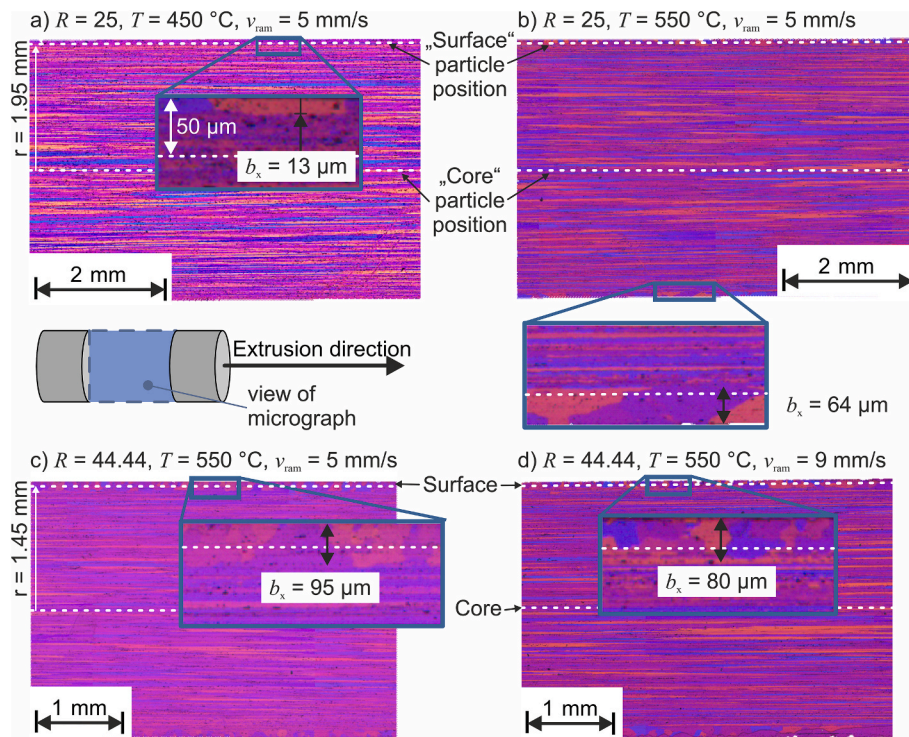 a) R = 25, T = 450 °C, vram = 5 mm/s
b) R = 25, T = 550 °C, vram = 5 mm/s
„Surface“
particle
position
r = 1.95 mm
50 µm
bx = 13 µm
„Core“
particle
position
2 mm
2 mm
Extrusion direction
view of
micrograph
bx = 64 µm
c) R = 44.44, T = 550 °C, vram = 5 mm/s
d) R = 44.44, T = 550 °C, vram = 9 mm/s
Surface
r = 1.45 mm
bx = 95 µm
bx = 80 µm
Core
1 mm
1 mm